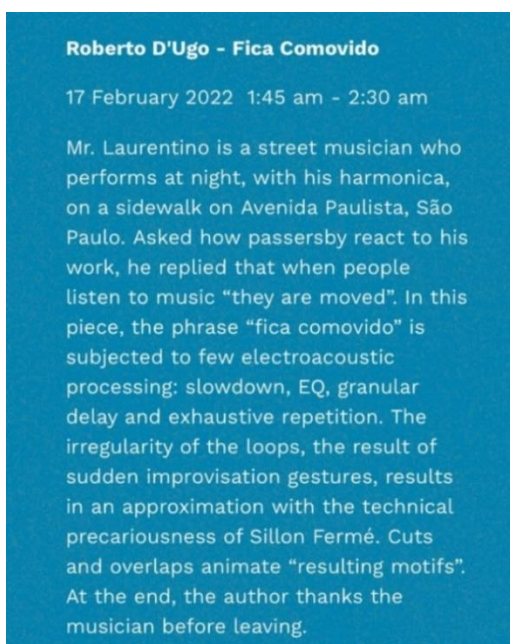 Roberto D'Ugo - Fica Comovido
17 February 2022 1:45 am - 2:30 am
Mr. Laurentino is a street musician who
performs at night, with his harmonica,
on a sidewalk on Avenida Paulista, São
Paulo. Asked how passersby react to his
work, he replied that when people
listen to music “they are moved”. In this
piece, the phrase “fica comovido” is
subjected to few electroacoustic
processing: slowdown, EQ, granular
delay and exhaustive repetition. The
irregularity of the loops, the result of
sudden improvisation gestures, results
in an approximation with the technical
precariousness of Sillon Fermé. Cuts
and overlaps animate “resulting motifs”.
At the end, the author thanks the
musician before leaving.